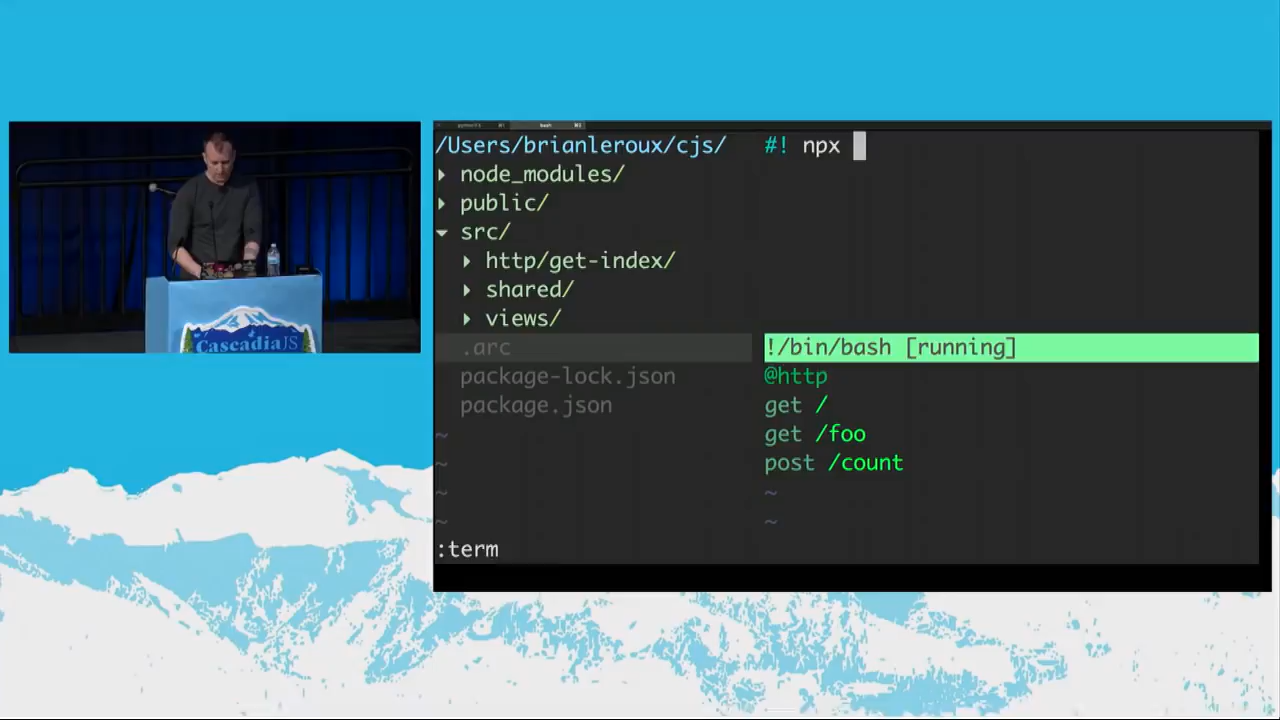 bash
/Users/brianleroux/cjs/
node_modules/
public/
src/
http/get-index/
shared/
views/
.arc
package-lock.json
package.json
~
~
~
~
:term
#! npx
!/bin/bash [running]
@http
get /
get /foo
post /count
~
~
CascadiaJS